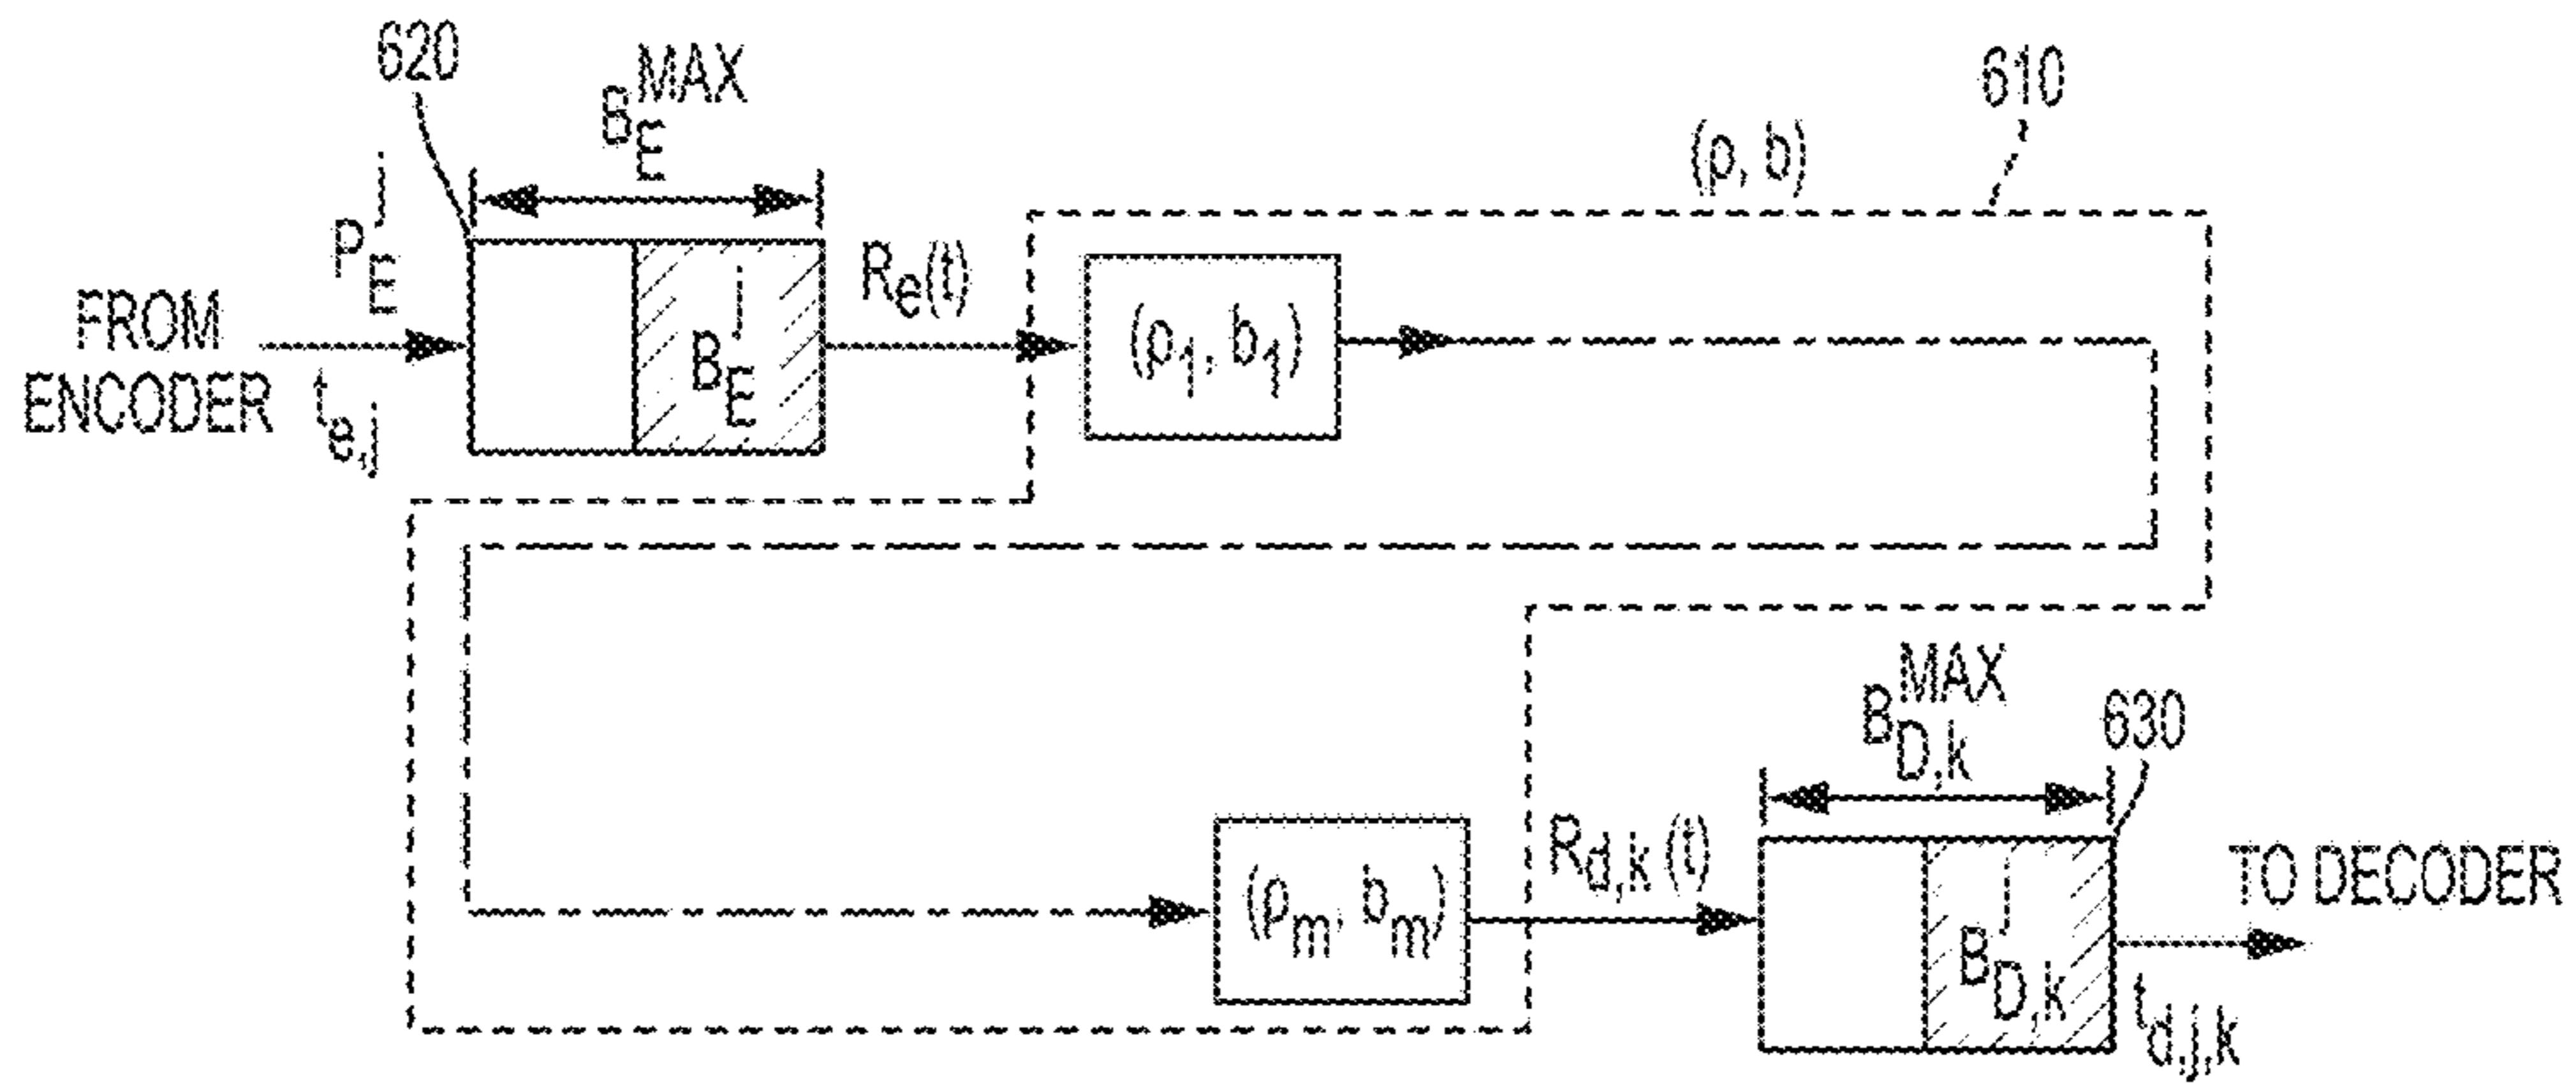 620
B_E^MAX
610
(ρ, b)
P_E^j
R_e(t)
FROM
ENCODER
t_e,j
B_E^j
(ρ_1, b_1)
B_D,k^MAX
630
R_d,k (t)
(ρ_m, b_m)
B_D,k^j
TO DECODER
t_d,j,k